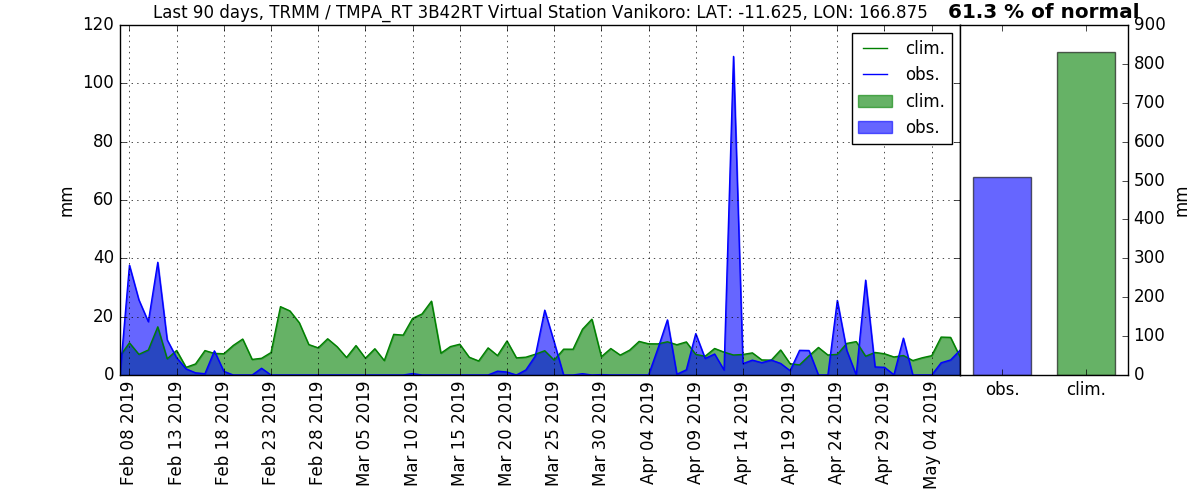 Last 90 days, TRMM / TMPA_RT 3B42RT Virtual Station Vanikoro: LAT: -11.625, LON: 166.875
61.3 % of normal
120
100
80
60
40
20
0
mm
clim.
obs.
clim.
obs.
900
800
700
600
500
400
300
200
100
0
mm
Feb 08 2019
Feb 13 2019
Feb 18 2019
Feb 23 2019
Feb 28 2019
Mar 05 2019
Mar 10 2019
Mar 15 2019
Mar 20 2019
Mar 25 2019
Mar 30 2019
Apr 04 2019
Apr 09 2019
Apr 14 2019
Apr 19 2019
Apr 24 2019
Apr 29 2019
May 04 2019
obs.
clim.